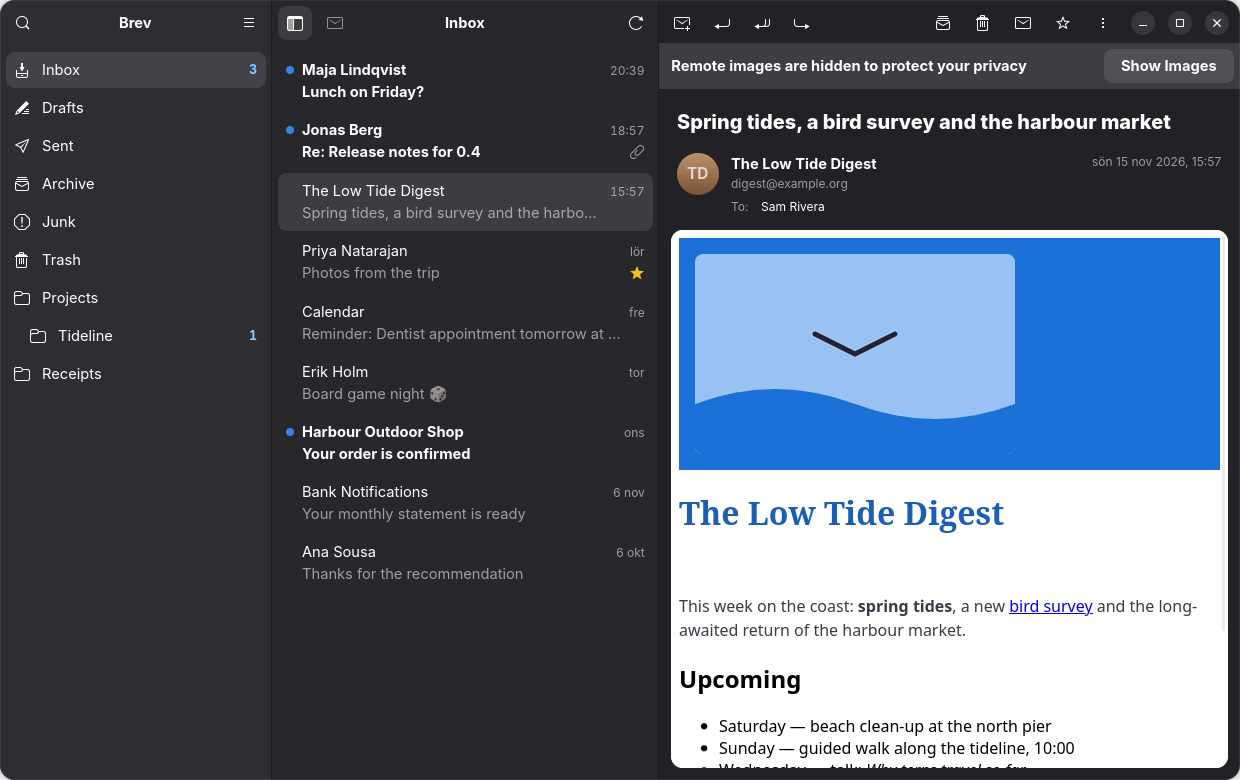 Brev
Inbox 3
Drafts
Sent
Archive
Junk
Trash
Projects
Tideline 1
Receipts
Inbox
Maja Lindqvist 20:39
Lunch on Friday?
Jonas Berg 18:57
Re: Release notes for 0.4
The Low Tide Digest 15:57
Spring tides, a bird survey and the harbo…
Priya Natarajan lör
Photos from the trip
Calendar fre
Reminder: Dentist appointment tomorrow at …
Erik Holm tor
Board game night 🎲
Harbour Outdoor Shop ons
Your order is confirmed
Bank Notifications 6 nov
Your monthly statement is ready
Ana Sousa 6 okt
Thanks for the recommendation
Remote images are hidden to protect your privacy Show Images
Spring tides, a bird survey and the harbour market
TD
The Low Tide Digest sön 15 nov 2026, 15:57
digest@example.org
To: Sam Rivera
The Low Tide Digest
This week on the coast: spring tides, a new bird survey and the long-
awaited return of the harbour market.
Upcoming
• Saturday — beach clean-up at the north pier
• Sunday — guided walk along the tideline, 10:00
• Wednesday — talk: Why terns travel so far